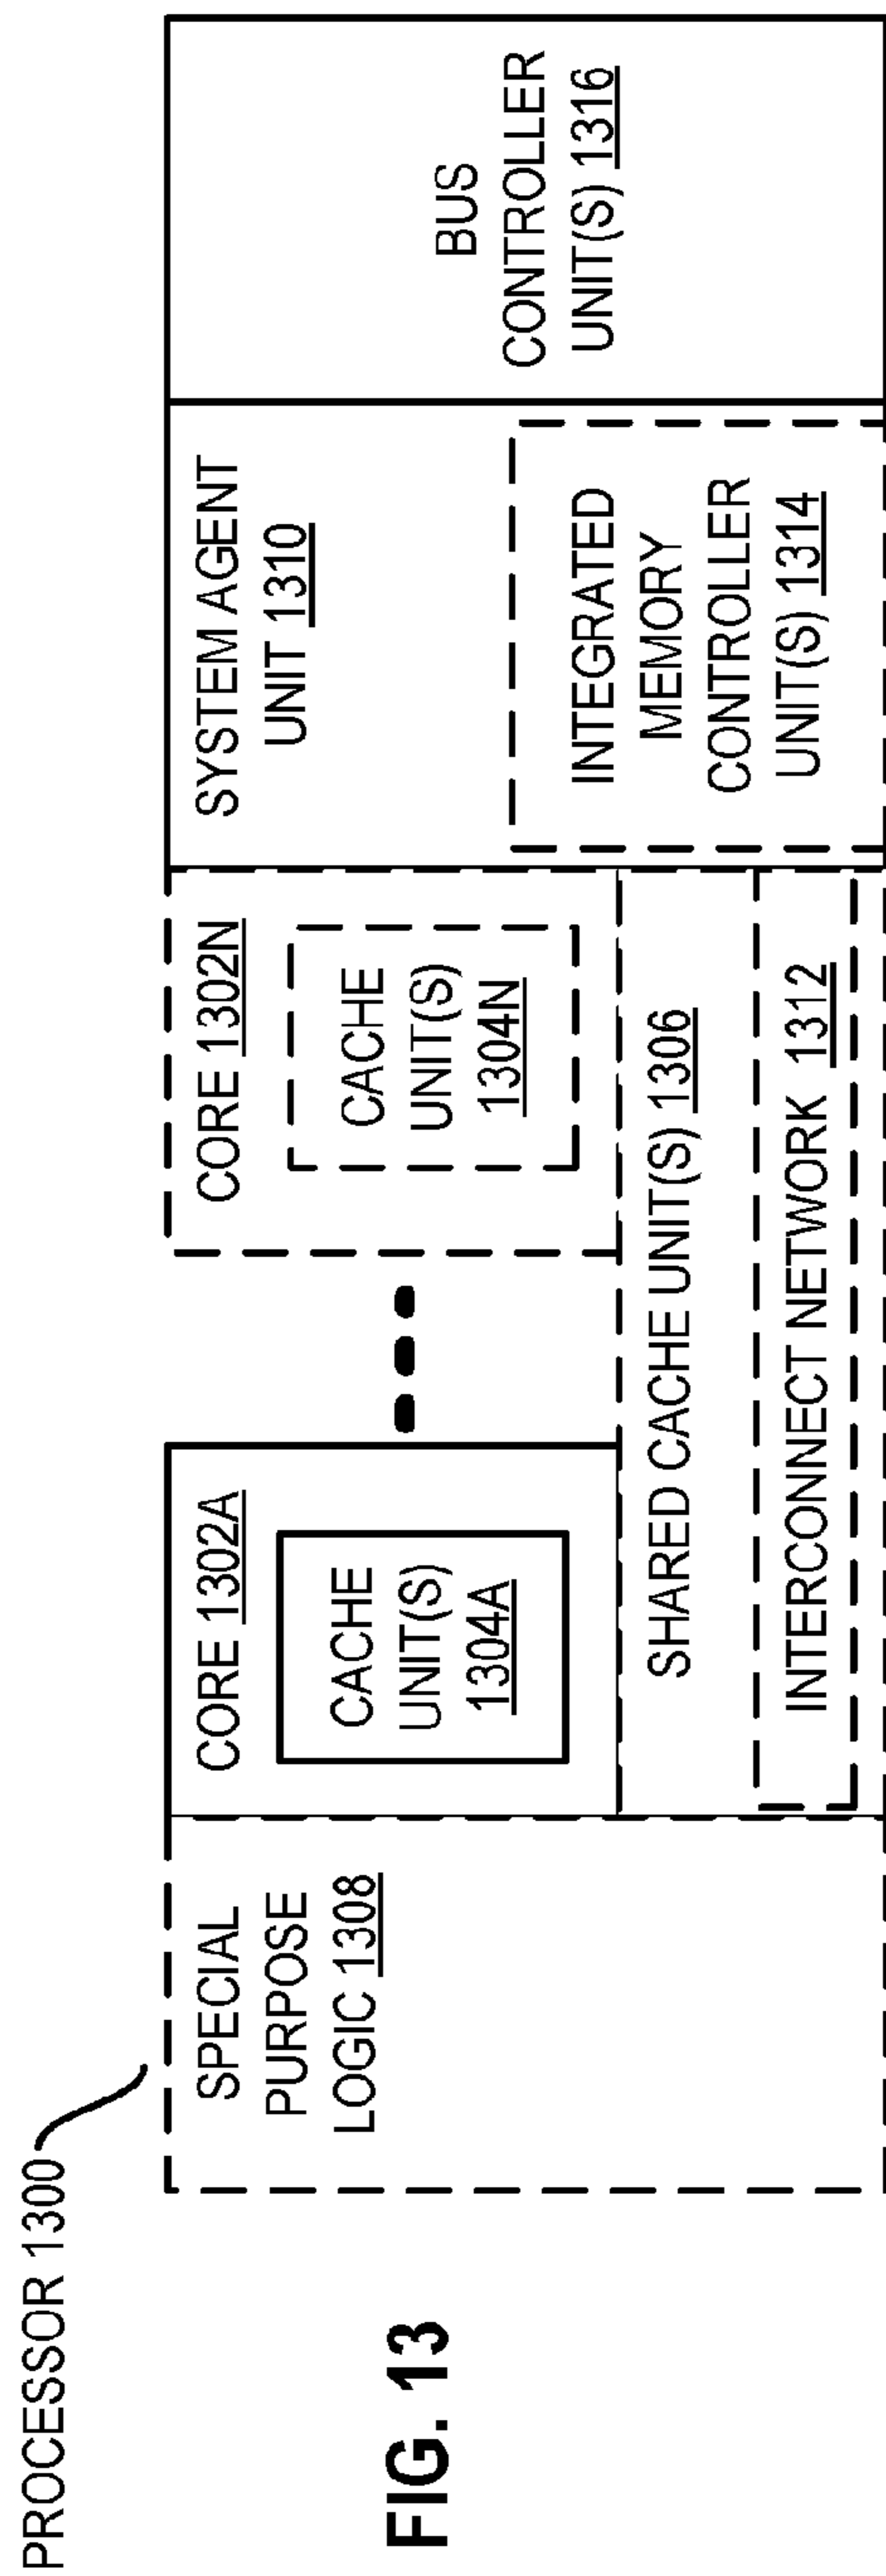 PROCESSOR 1300
SPECIAL
PURPOSE
LOGIC 1308
CORE 1302A
CACHE
UNIT(S)
1304A
CORE 1302N
CACHE
UNIT(S)
1304N
SHARED CACHE UNIT(S) 1306
INTERCONNECT NETWORK 1312
SYSTEM AGENT
UNIT 1310
INTEGRATED
MEMORY
CONTROLLER
UNIT(S) 1314
BUS
CONTROLLER
UNIT(S) 1316
FIG. 13